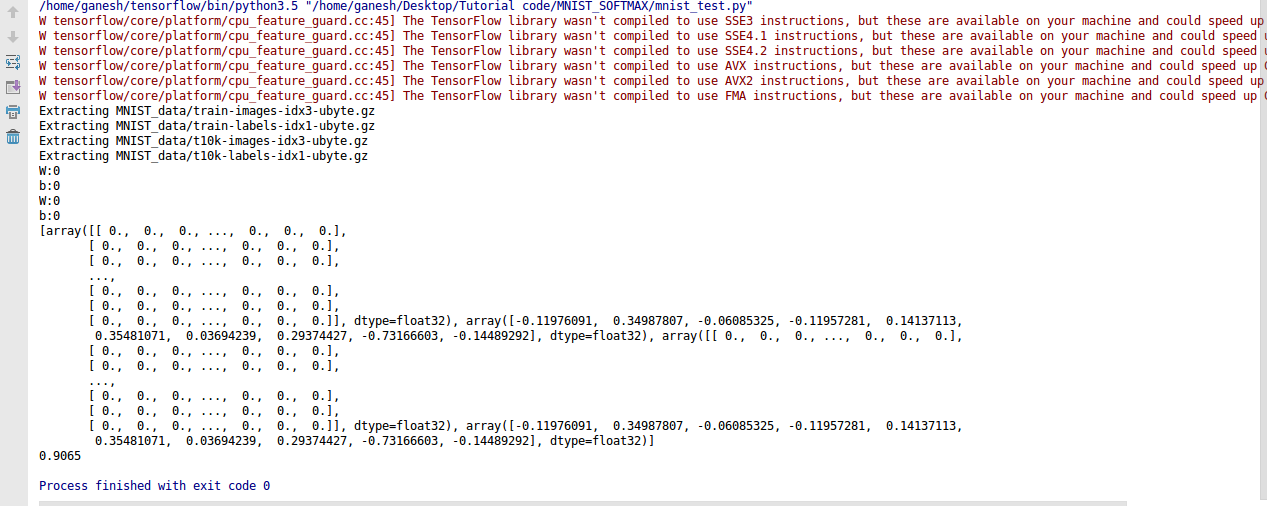 /home/ganesh/tensorflow/bin/python3.5 "/home/ganesh/Desktop/Tutorial code/MNIST_SOFTMAX/mnist_test.py"
W tensorflow/core/platform/cpu_feature_guard.cc:45] The TensorFlow library wasn't compiled to use SSE3 instructions, but these are available on your machine and could speed up
W tensorflow/core/platform/cpu_feature_guard.cc:45] The TensorFlow library wasn't compiled to use SSE4.1 instructions, but these are available on your machine and could speed
W tensorflow/core/platform/cpu_feature_guard.cc:45] The TensorFlow library wasn't compiled to use SSE4.2 instructions, but these are available on your machine and could speed
W tensorflow/core/platform/cpu_feature_guard.cc:45] The TensorFlow library wasn't compiled to use AVX instructions, but these are available on your machine and could speed up
W tensorflow/core/platform/cpu_feature_guard.cc:45] The TensorFlow library wasn't compiled to use AVX2 instructions, but these are available on your machine and could speed up
W tensorflow/core/platform/cpu_feature_guard.cc:45] The TensorFlow library wasn't compiled to use FMA instructions, but these are available on your machine and could speed up
Extracting MNIST_data/train-images-idx3-ubyte.gz
Extracting MNIST_data/train-labels-idx1-ubyte.gz
Extracting MNIST_data/t10k-images-idx3-ubyte.gz
Extracting MNIST_data/t10k-labels-idx1-ubyte.gz
W:0
b:0
W:0
b:0
[array([[ 0.,  0.,  0., ...,  0.,  0.,  0.],
       [ 0.,  0.,  0., ...,  0.,  0.,  0.],
       [ 0.,  0.,  0., ...,  0.,  0.,  0.],
       ...,
       [ 0.,  0.,  0., ...,  0.,  0.,  0.],
       [ 0.,  0.,  0., ...,  0.,  0.,  0.],
       [ 0.,  0.,  0., ...,  0.,  0.,  0.]], dtype=float32), array([-0.11976091,  0.34987807, -0.06085325, -0.11957281,  0.14137113,
        0.35481071,  0.03694239,  0.29374427, -0.73166603, -0.14489292], dtype=float32), array([[ 0.,  0.,  0., ...,  0.,  0.,  0.],
       [ 0.,  0.,  0., ...,  0.,  0.,  0.],
       [ 0.,  0.,  0., ...,  0.,  0.,  0.],
       ...,
       [ 0.,  0.,  0., ...,  0.,  0.,  0.],
       [ 0.,  0.,  0., ...,  0.,  0.,  0.],
       [ 0.,  0.,  0., ...,  0.,  0.,  0.]], dtype=float32), array([-0.11976091,  0.34987807, -0.06085325, -0.11957281,  0.14137113,
        0.35481071,  0.03694239,  0.29374427, -0.73166603, -0.14489292], dtype=float32)]
0.9065
Process finished with exit code 0